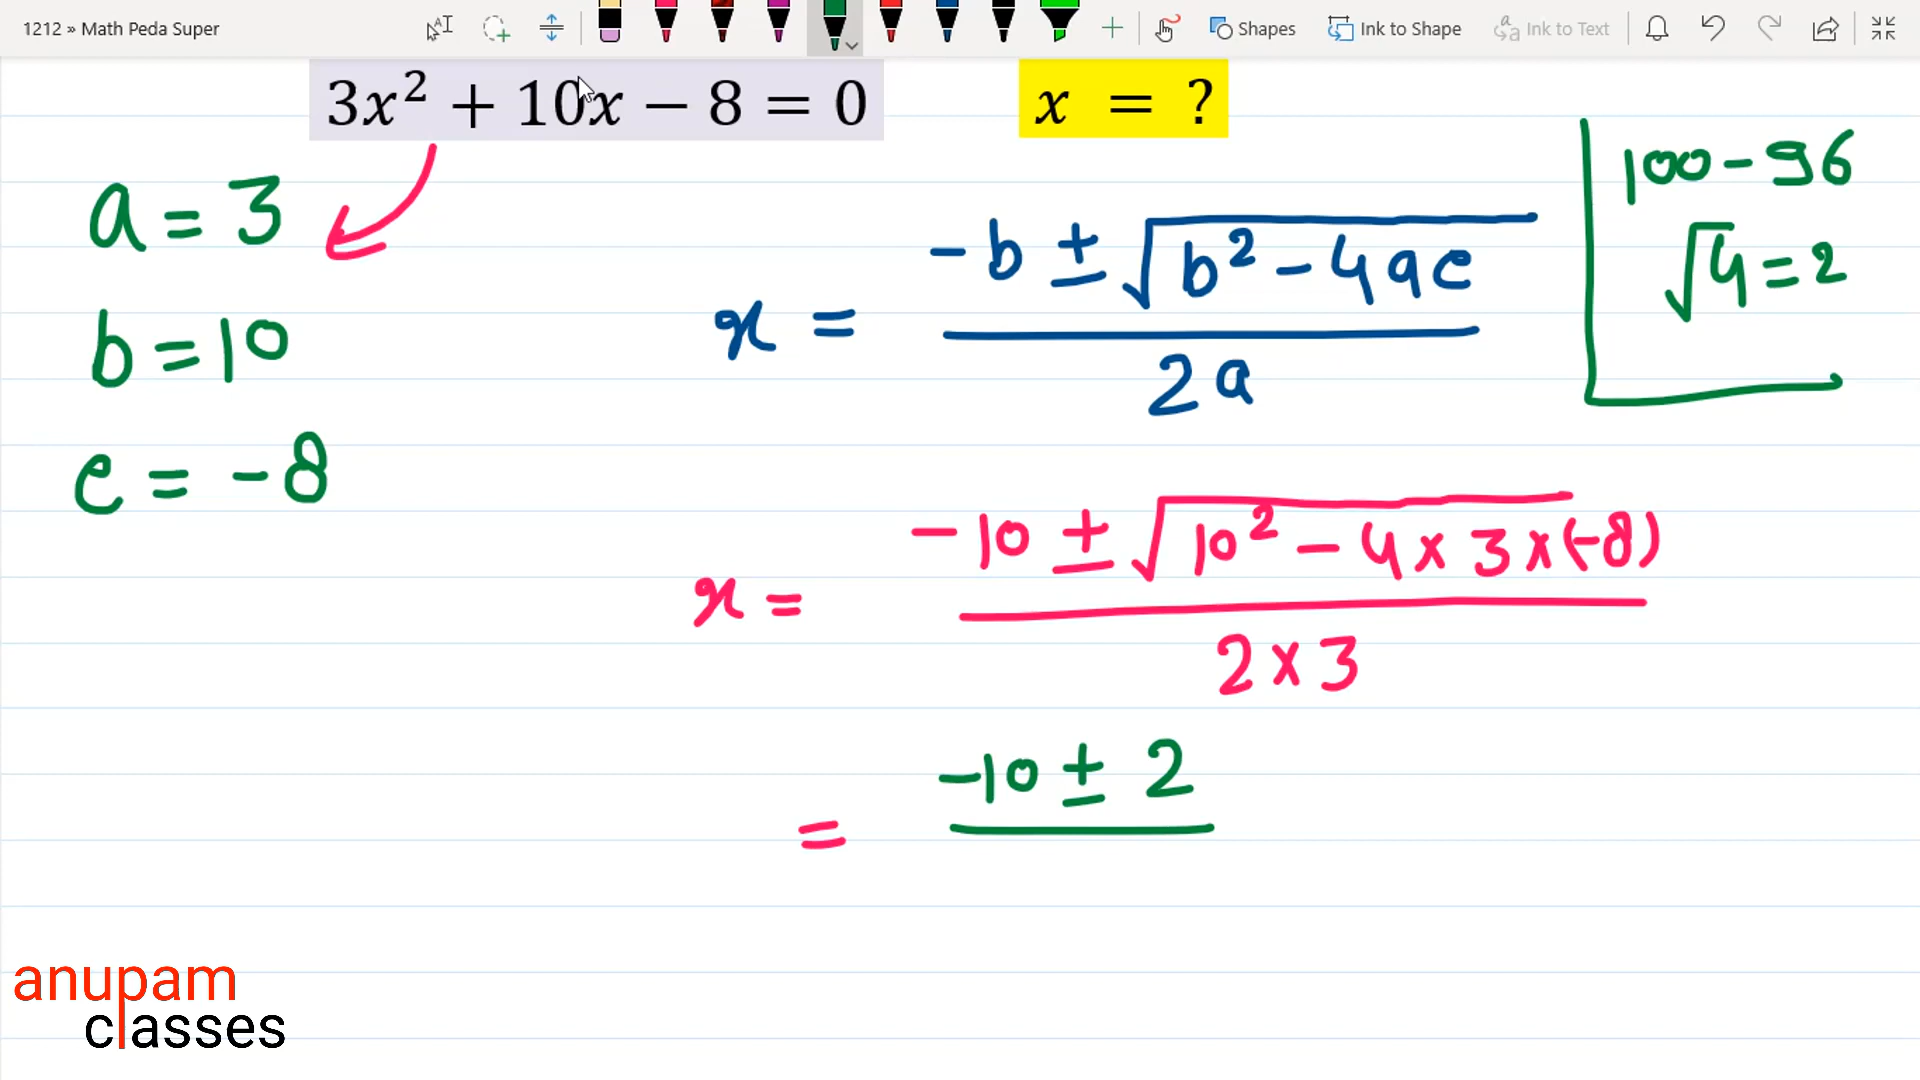 1212 » Math Peda Super
Shapes
Ink to Shape
Ink to Text
3x² + 10x − 8 = 0
x = ?
a = 3
b = 10
c = -8
x = -b ± √(b² - 4ac) / 2a
100 - 96
√4 = 2
x = -10 ± √(10² - 4 × 3 × (-8)) / 2 × 3
= -10 ± 2
anupam
classes